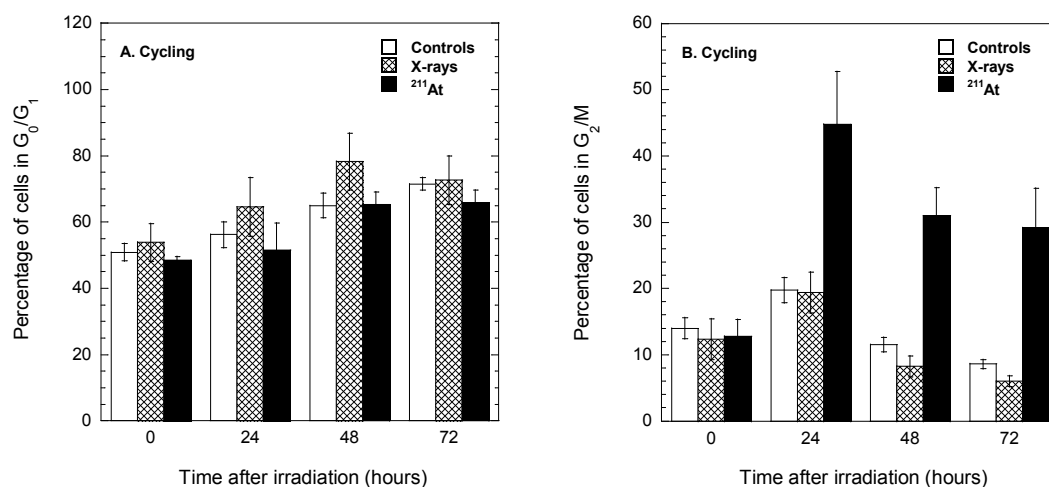 A. Cycling
Controls
X-rays
²¹¹At
Percentage of cells in G₀/G₁
120
100
80
60
40
20
0
0 24 48 72
Time after irradiation (hours)
B. Cycling
Controls
X-rays
²¹¹At
Percentage of cells in G₂/M
60
50
40
30
20
10
0
0 24 48 72
Time after irradiation (hours)